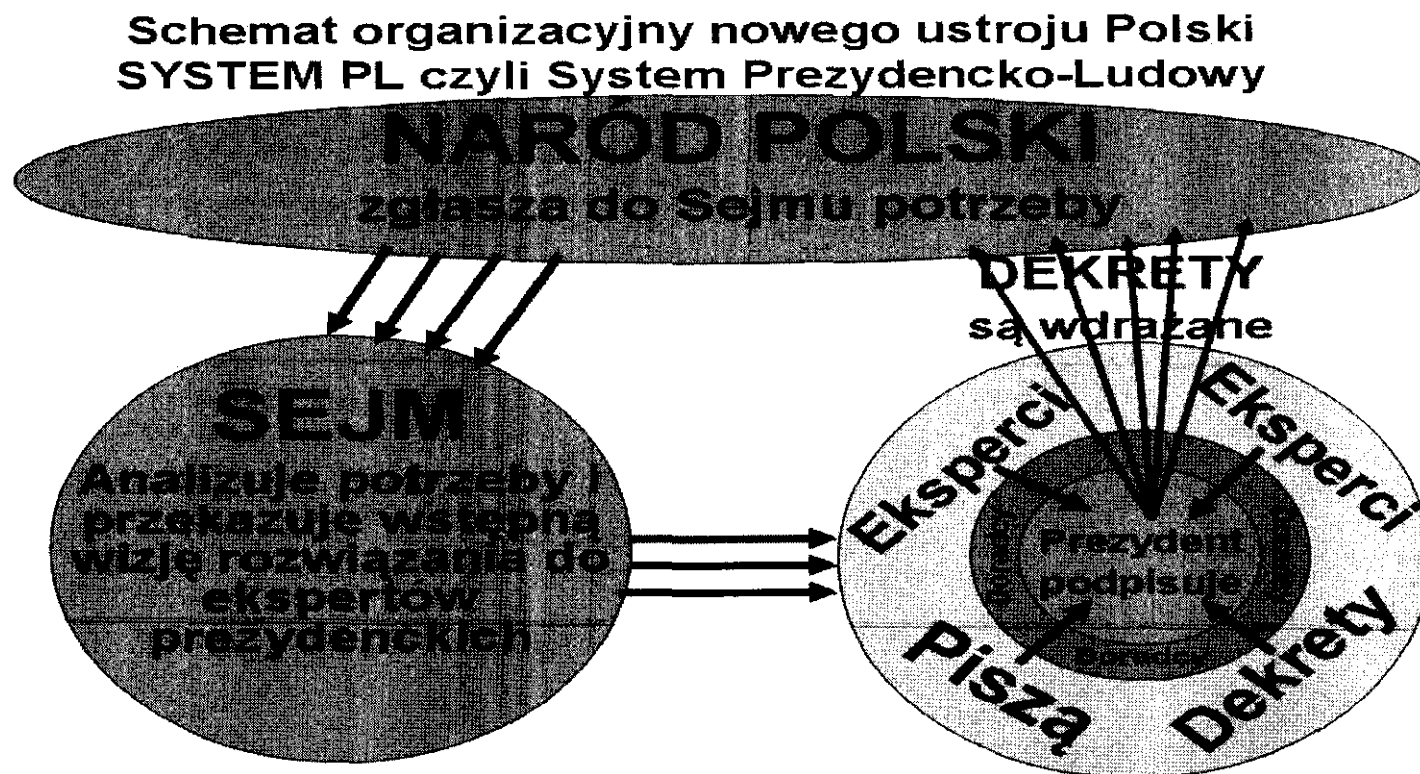 Schemat organizacyjny nowego ustroju Polski
SYSTEM PL czyli System Prezydencko-Ludowy
NARÓD POLSKI
zgłasza do Sejmu potrzeby
DEKRETY
są wdrażane
SEJM
Analizuje potrzeby i
przekazuje wstępną
wizję rozwiązania do
ekspertów
prezydenckich
Eksperci
Eksperci
Piszą
Dekrety
Prezydent
podpisuje
Doradcy